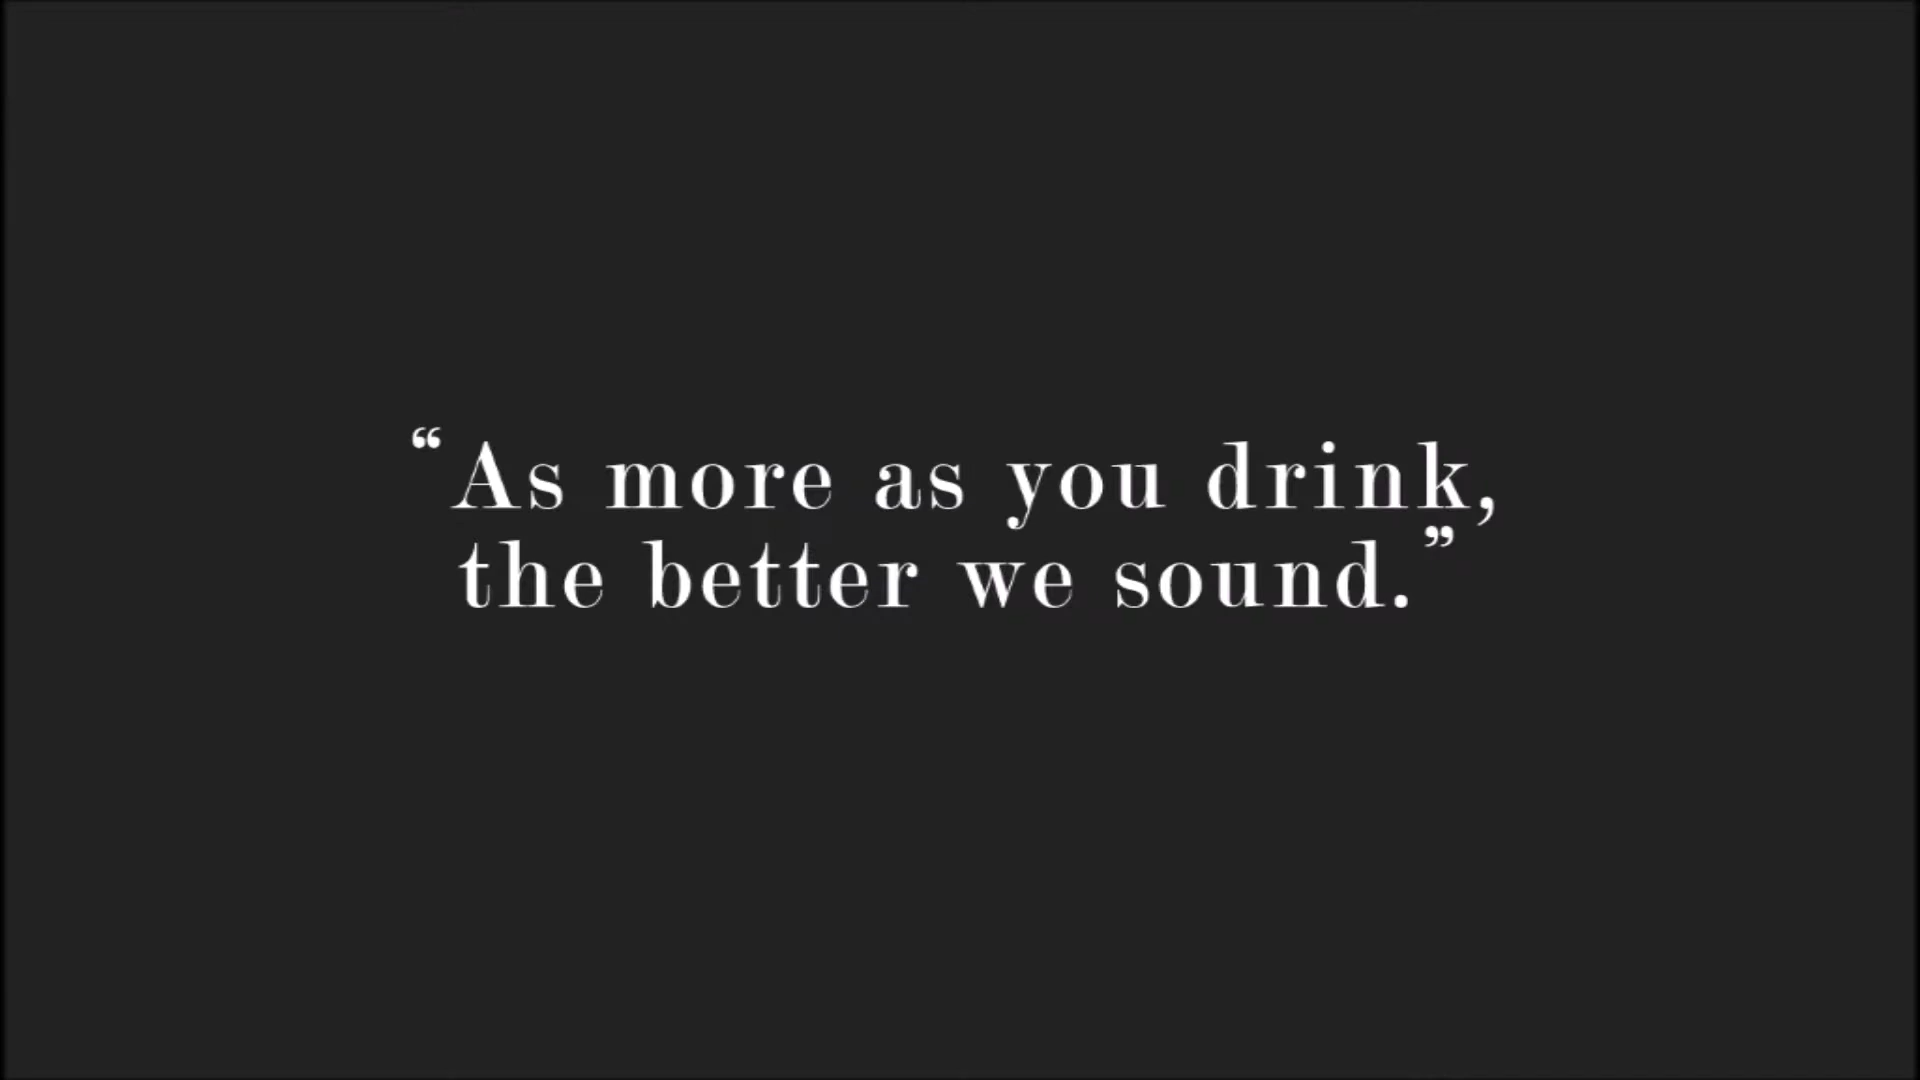 “As more as you drink,
the better we sound.”